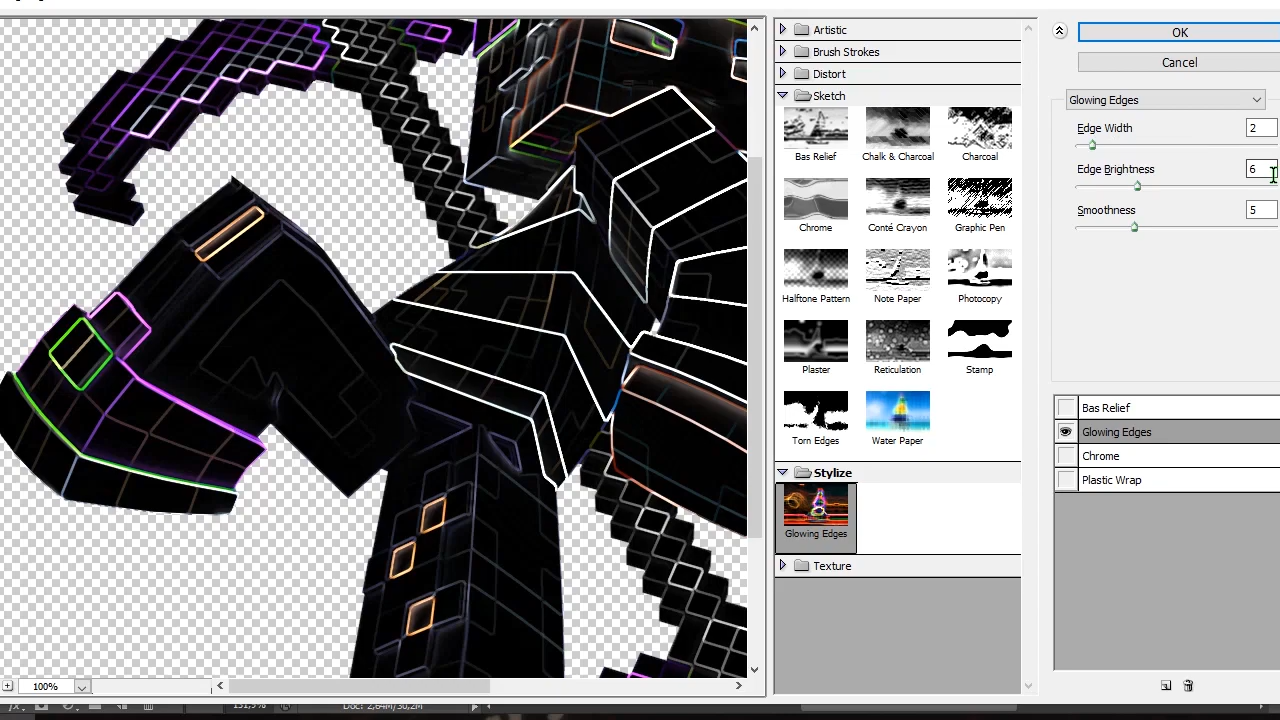 Artistic
OK
Brush Strokes
Cancel
Distort
Sketch
Glowing Edges
Edge Width 2
Bas Relief Chalk & Charcoal Charcoal
Edge Brightness 6
Smoothness 5
Chrome Conté Crayon Graphic Pen
Halftone Pattern Note Paper Photocopy
Plaster Reticulation Stamp
Bas Relief
Glowing Edges
Torn Edges Water Paper
Chrome
Stylize
Plastic Wrap
Glowing Edges
Texture
100%